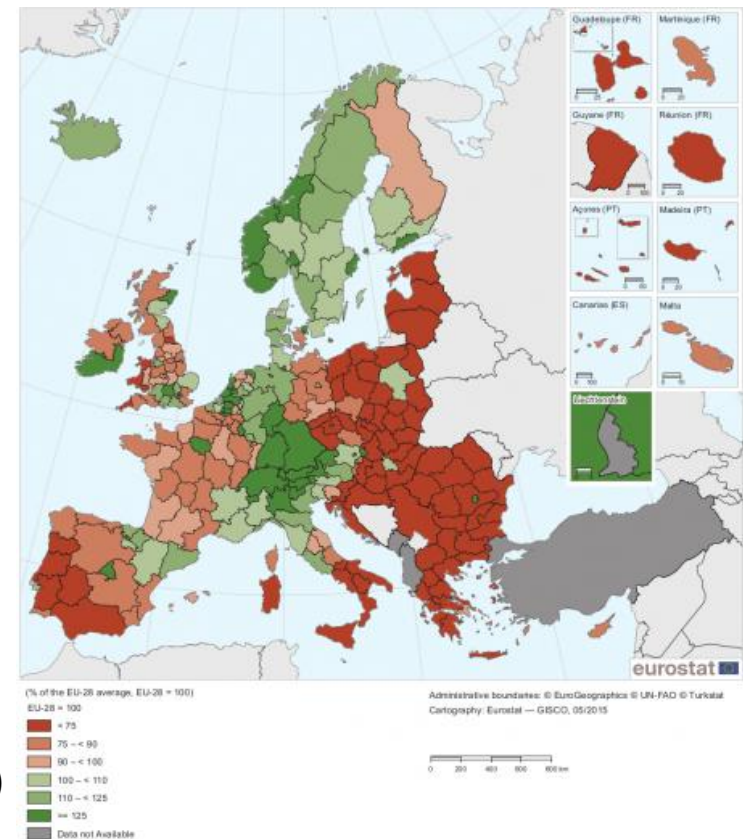 Guadeloupe (FR)
Martinique (FR)
Guyane (FR)
Réunion (FR)
Açores (PT)
Madeira (PT)
Canarias (ES)
Malta
Liechtenstein
eurostat
(% of the EU-28 average, EU-28 = 100)
EU-28 = 100
< 75
75 – < 90
90 – < 100
100 – < 110
110 – < 125
>= 125
Data not Available
Administrative boundaries: © EuroGeographics © UN-FAO © Turkstat
Cartography: Eurostat — GISCO, 05/2015
0 200 400 600 800 km
)